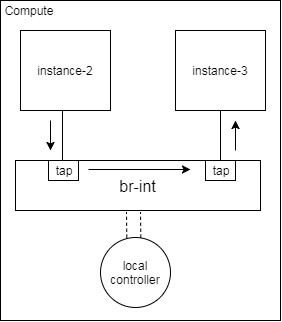 Compute
instance-2
instance-3
tap
tap
br-int
local
controller